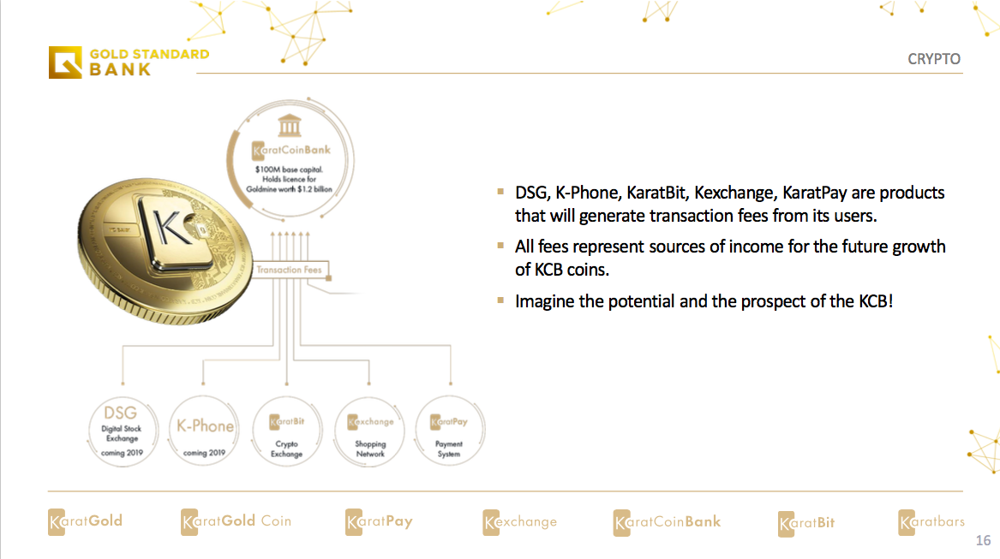 GOLD STANDARD
BANK
CRYPTO
KaratCoinBank
$100M base capital.
Holds licence for
Goldmine worth $1.2 billion
K
Transaction Fees
DSG
Digital Stock
Exchange
coming 2019
K-Phone
coming 2019
KaratBit
Crypto
Exchange
Kexchange
Shopping
Network
KaratPay
Payment
System
▪ DSG, K-Phone, KaratBit, Kexchange, KaratPay are products
that will generate transaction fees from its users.
▪ All fees represent sources of income for the future growth
of KCB coins.
▪ Imagine the potential and the prospect of the KCB!
KaratGold
KaratGold Coin
KaratPay
Kexchange
KaratCoinBank
KaratBit
Karatbars
16